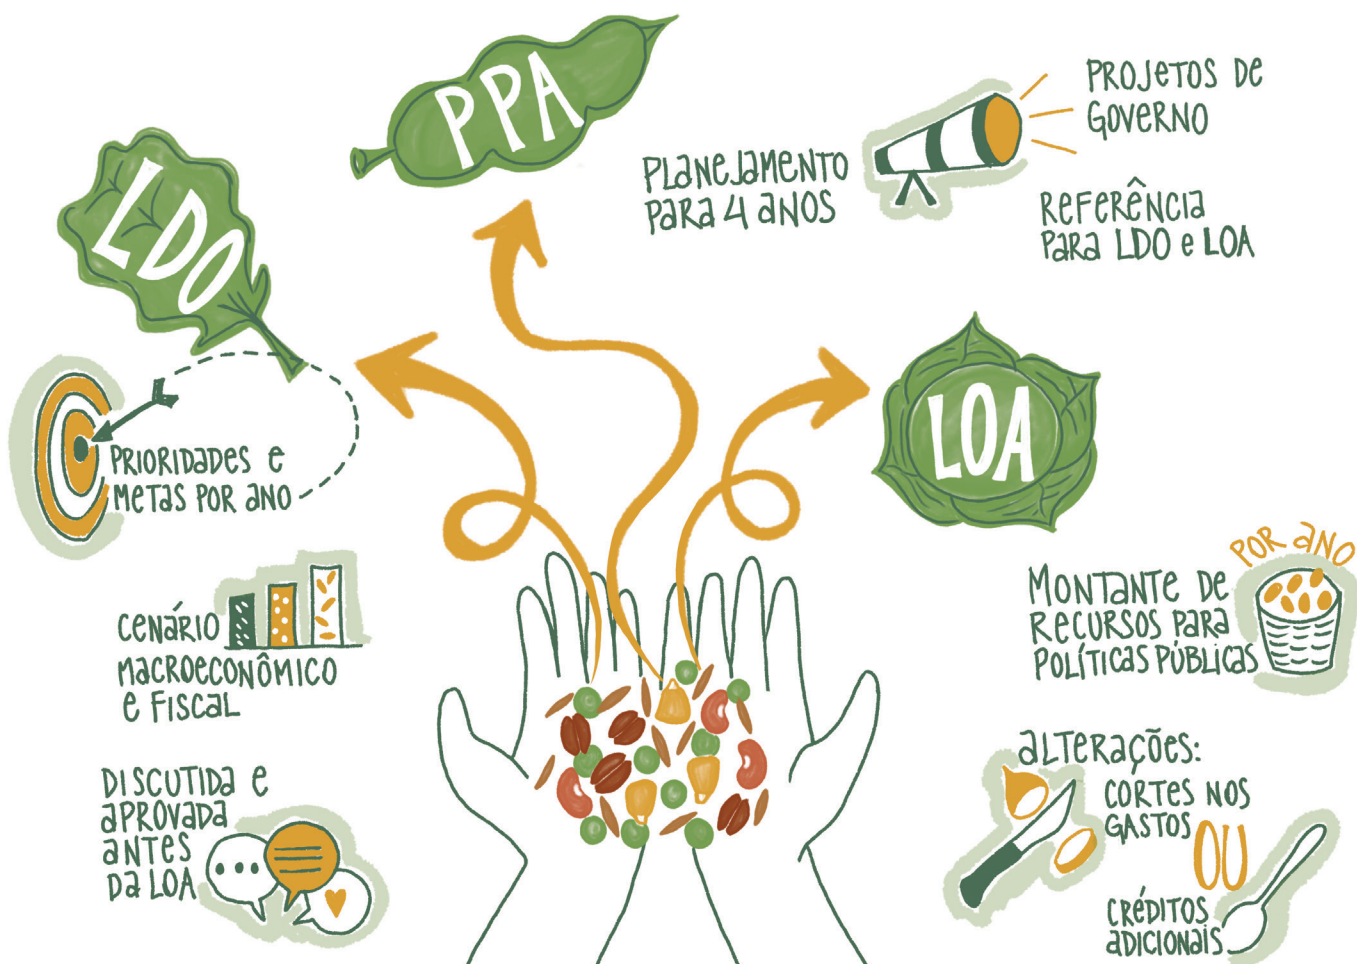 PPA
PLANEJAMENTO
PARA 4 ANOS
PROJETOS DE
GOVERNO
REFERÊNCIA
PARA LDO e LOA
LDO
PRIORIDADES E
METAS POR ANO
CENÁRIO
MACROECONÔMICO
E FISCAL
DISCUTIDA E
APROVADA
ANTES
DA LOA
LOA
POR ANO
MONTANTE DE
RECURSOS PARA
POLÍTICAS PÚBLICAS
ALTERAÇÕES:
CORTES NOS
GASTOS
OU
CRÉDITOS
ADICIONAIS